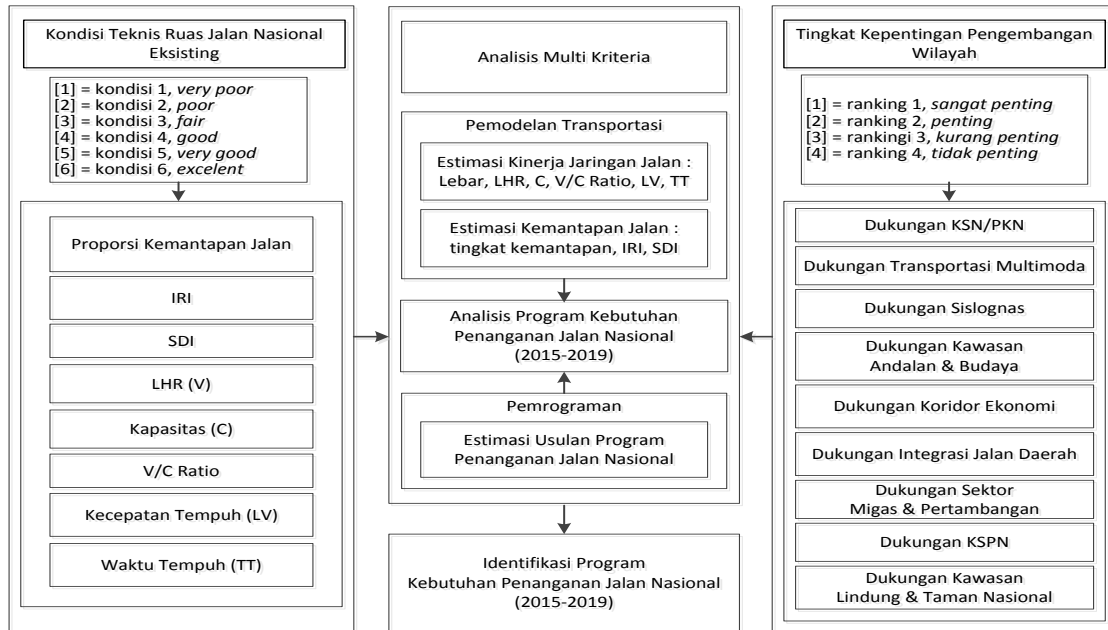 Kondisi Teknis Ruas Jalan Nasional
Eksisting
[1] = kondisi 1, very poor
[2] = kondisi 2, poor
[3] = kondisi 3, fair
[4] = kondisi 4, good
[5] = kondisi 5, very good
[6] = kondisi 6, excelent
Proporsi Kemantapan Jalan
IRI
SDI
LHR (V)
Kapasitas (C)
V/C Ratio
Kecepatan Tempuh (LV)
Waktu Tempuh (TT)
Analisis Multi Kriteria
Pemodelan Transportasi
Estimasi Kinerja Jaringan Jalan :
Lebar, LHR, C, V/C Ratio, LV, TT
Estimasi Kemantapan Jalan :
tingkat kemantapan, IRI, SDI
Analisis Program Kebutuhan
Penanganan Jalan Nasional
(2015-2019)
Pemrograman
Estimasi Usulan Program
Penanganan Jalan Nasional
Identifikasi Program
Kebutuhan Penanganan Jalan Nasional
(2015-2019)
Tingkat Kepentingan Pengembangan
Wilayah
[1] = ranking 1, sangat penting
[2] = ranking 2, penting
[3] = rankingi 3, kurang penting
[4] = ranking 4, tidak penting
Dukungan KSN/PKN
Dukungan Transportasi Multimoda
Dukungan Sislognas
Dukungan Kawasan
Andalan & Budaya
Dukungan Koridor Ekonomi
Dukungan Integrasi Jalan Daerah
Dukungan Sektor
Migas & Pertambangan
Dukungan KSPN
Dukungan Kawasan
Lindung & Taman Nasional